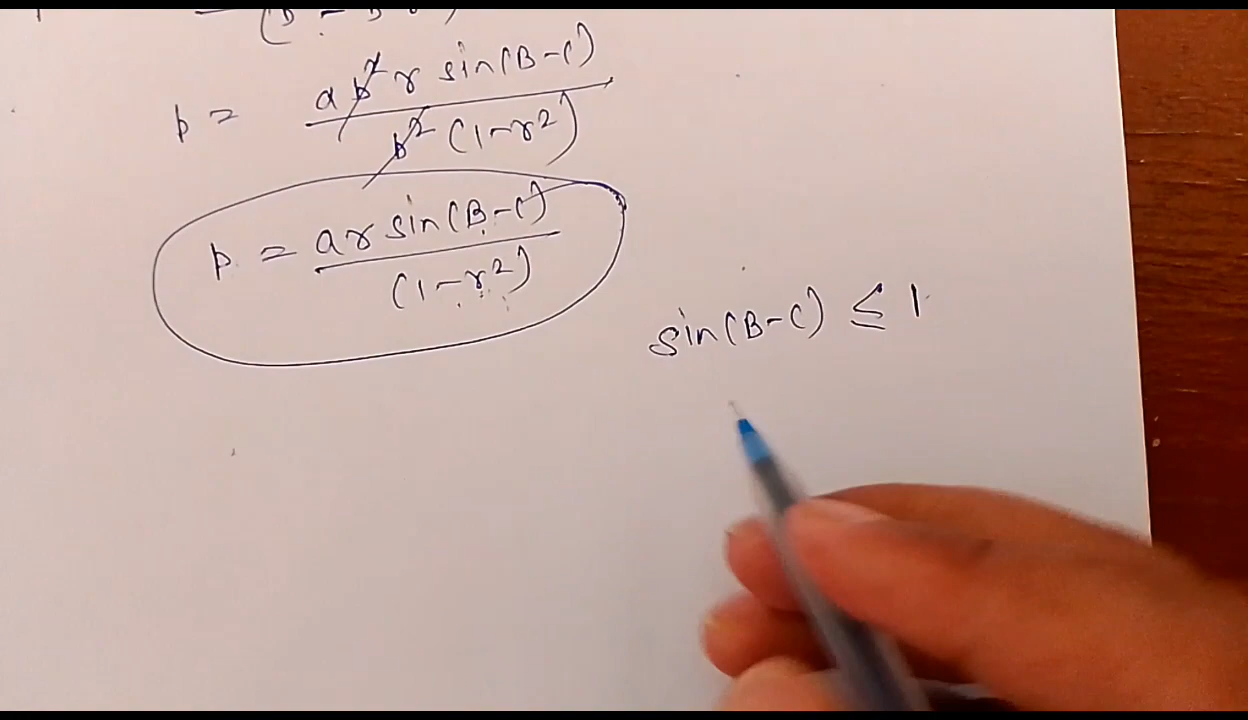 p = ab²r sin(B-C) / b²(1-r²)
p = ar sin(B-C) / (1-r²)
sin(B-C) ≤ 1